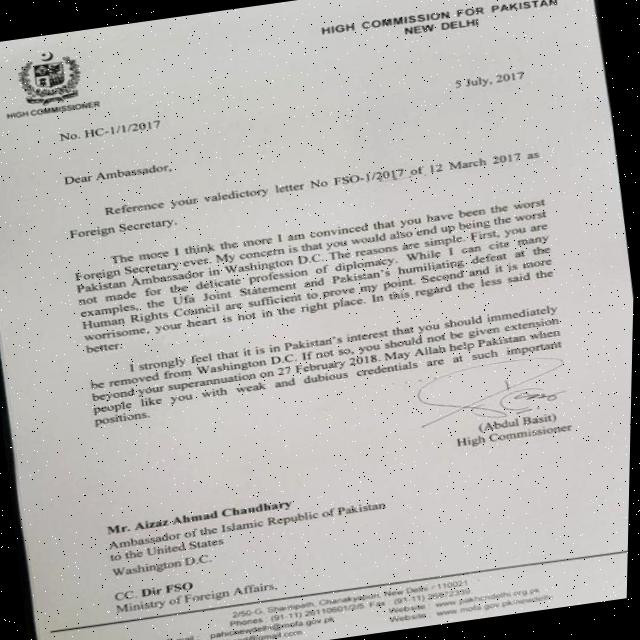 HIGH COMMISSION FOR PAKISTAN
NEW DELHI
HIGH COMMISSIONER
5 July, 2017
No. HC-1/1/2017
Dear Ambassador,
Reference your valedictory letter No FSO-1/2017 of 12 March 2017 as
Foreign Secretary.
The more I think the more I am convinced that you have been the worst
Foreign Secretary ever. My concern is that you would also end up being the worst
Pakistan Ambassador in Washington D.C. The reasons are simple. First, you are
not made for the delicate profession of diplomacy. While I can cite many
examples, the Ufa Joint Statement and Pakistan's humiliating defeat at the
Human Rights Council are sufficient to prove my point. Second and it is more
worrisome, your heart is not in the right place. In this regard the less said the
better.
I strongly feel that it is in Pakistan's interest that you should immediately
be removed from Washington D.C. If not so, you should not be given extension
beyond your superannuation on 27 February 2018. May Allah help Pakistan when
people like you with weak and dubious credentials are at such important
positions.
(Abdul Basit)
High Commissioner
Mr. Aizaz Ahmad Chaudhary
Ambassador of the Islamic Republic of Pakistan
to the United States
Washington D.C.
CC. Dir FSO
Ministry of Foreign Affairs,
2/50-G, Shantipath, Chanakyapuri, New Delhi - 110021
Phones : (91-11) Fax : (91-11)
Website : www.pakhcndelhi.org.pk
Website : www.mofa.gov.pk/newdelhi